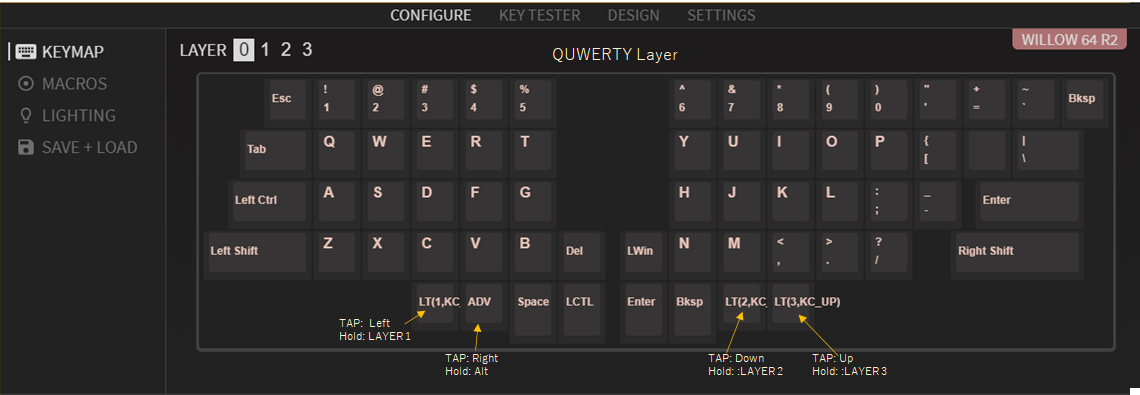 CONFIGURE KEY TESTER DESIGN SETTINGS
WILLOW 64 R2
KEYMAP
MACROS
LIGHTING
SAVE + LOAD
LAYER 0 1 2 3
QUWERTY Layer
Esc ! @ # $ % ^ & * ( ) " + ~ Bksp
1 2 3 4 5 6 7 8 9 0 ' = `
Tab Q W E R T Y U I O P { |
[ \
Left Ctrl A S D F G H J K L : _ Enter
; -
Left Shift Z X C V B Del LWin N M < > ? Right Shift
, . /
LT(1,KC_ ADV Space LCTL Enter Bksp LT(2,KC_ LT(3,KC_UP)
TAP: Left
Hold: LAYER 1
TAP: Right
Hold: Alt
TAP: Down
Hold: :LAYER 2
TAP: Up
Hold: :LAYER 3